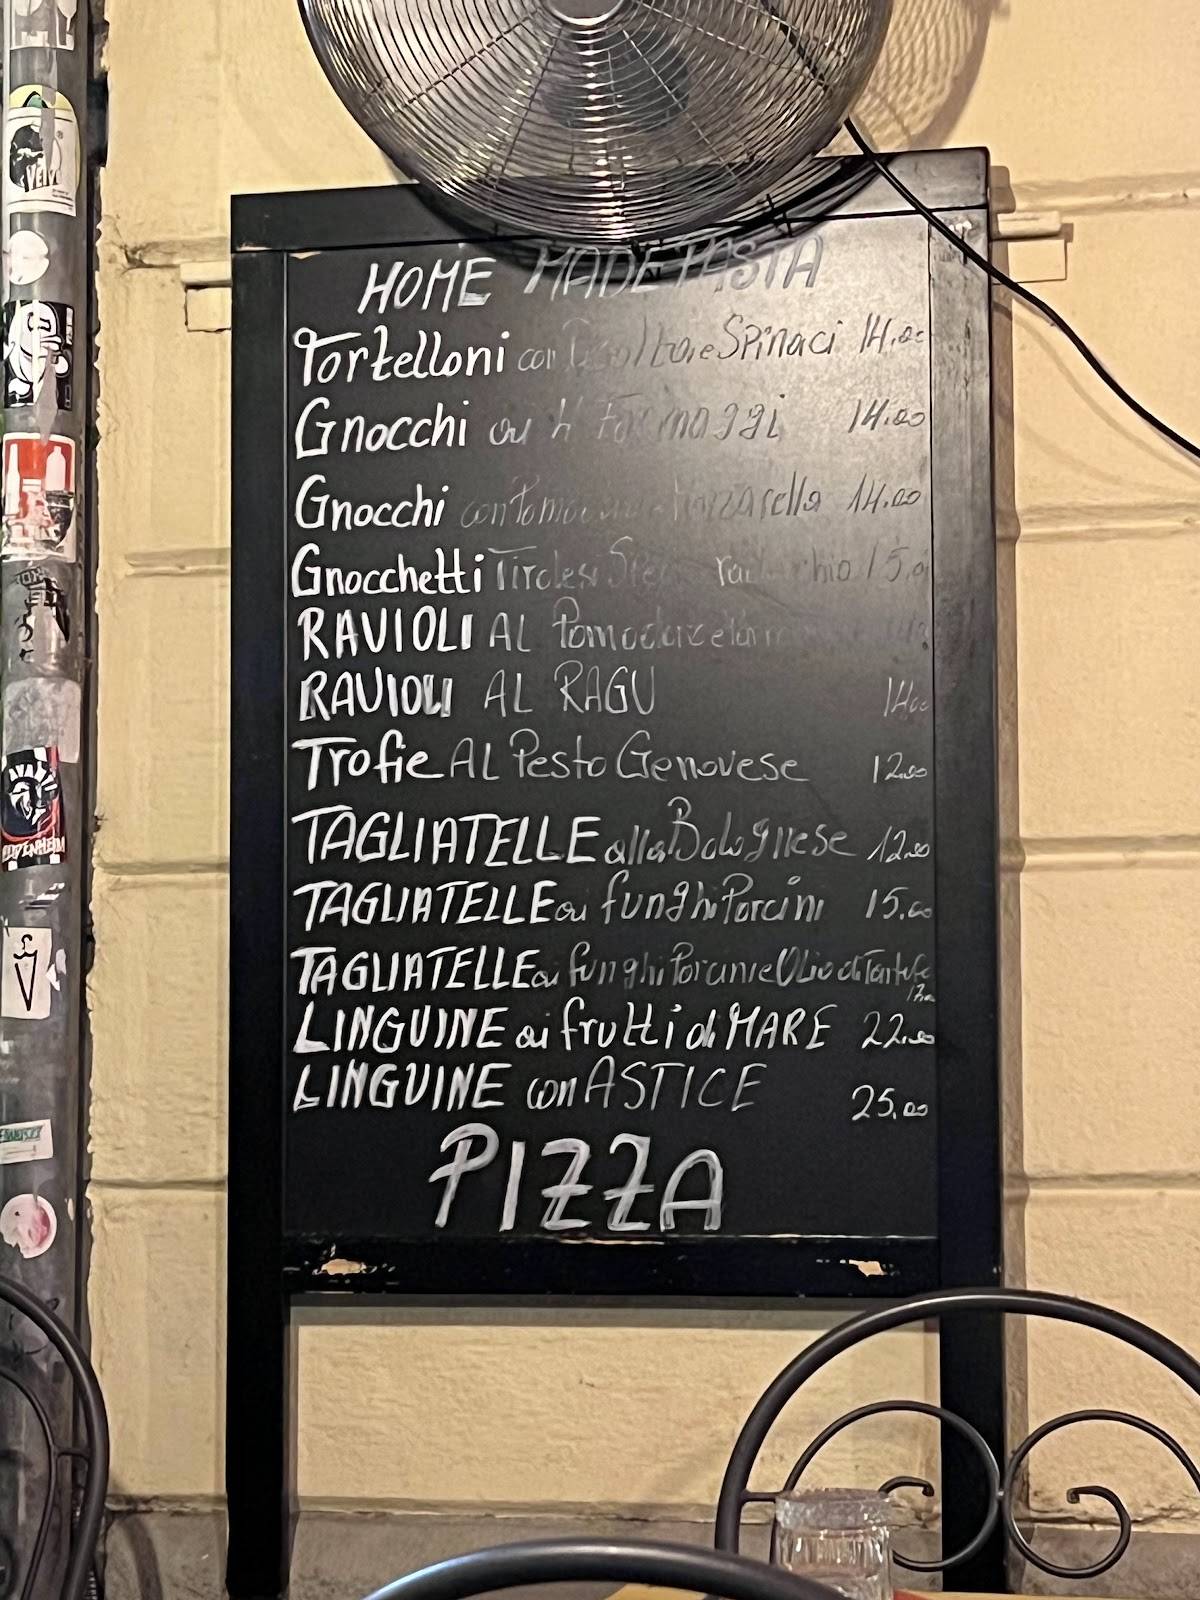 HOME MADE PASTA
Tortelloni con Spinaci 14.00
Gnocchi ai 4 Formaggi 14.00
Gnocchi con Mozzarella 14.00
Gnocchetti Tirolesi 15.0
RAVIOLI AL Pomodoro e
RAVIOLI AL RAGU 14.00
Trofie AL Pesto Genovese 12.00
TAGLIATELLE alla Bolognese 12.00
TAGLIATELLE ai funghi Porcini 15.00
TAGLIATELLE ai funghi Porcini e Olio di Tartufo
LINGUINE ai frutti di MARE 22.00
LINGUINE con ASTICE 25.00
PIZZA
AVANTI